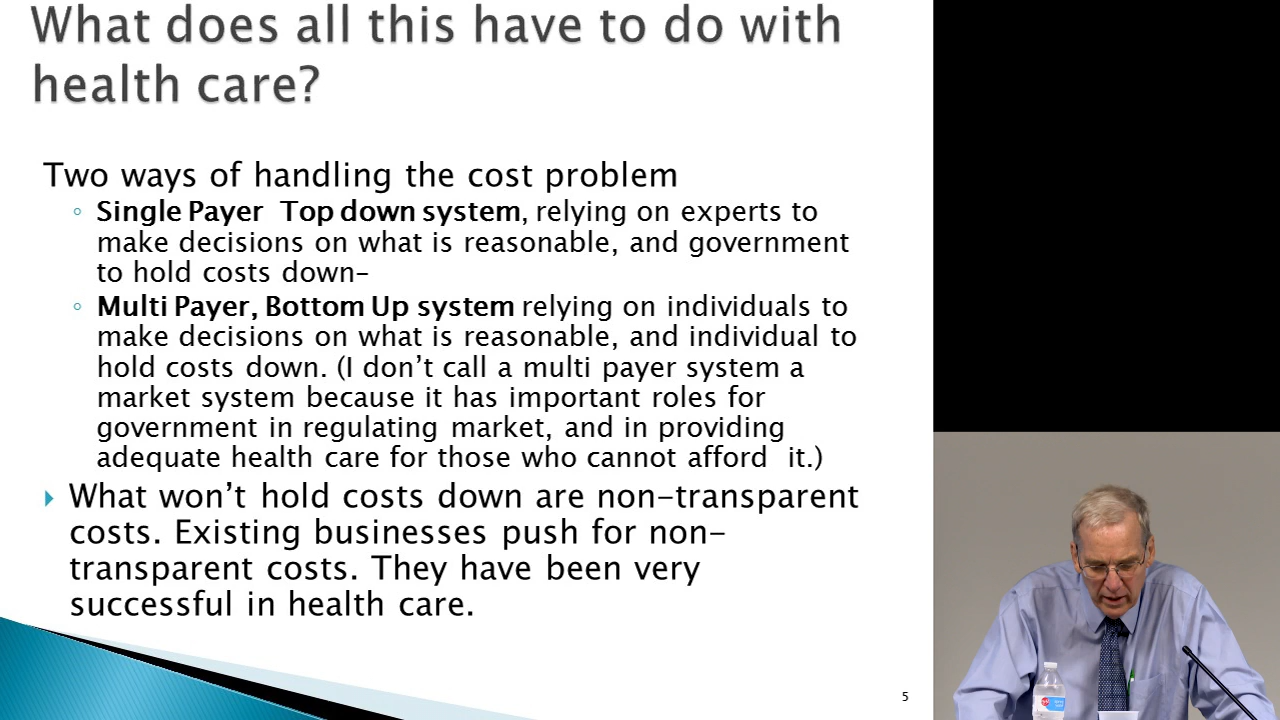 What does all this have to do with
health care?
Two ways of handling the cost problem
◦ Single Payer Top down system, relying on experts to
make decisions on what is reasonable, and government
to hold costs down–
◦ Multi Payer, Bottom Up system relying on individuals to
make decisions on what is reasonable, and individual to
hold costs down. (I don’t call a multi payer system a
market system because it has important roles for
government in regulating market, and in providing
adequate health care for those who cannot afford it.)
What won’t hold costs down are non-transparent
costs. Existing businesses push for non-
transparent costs. They have been very
successful in health care.
5